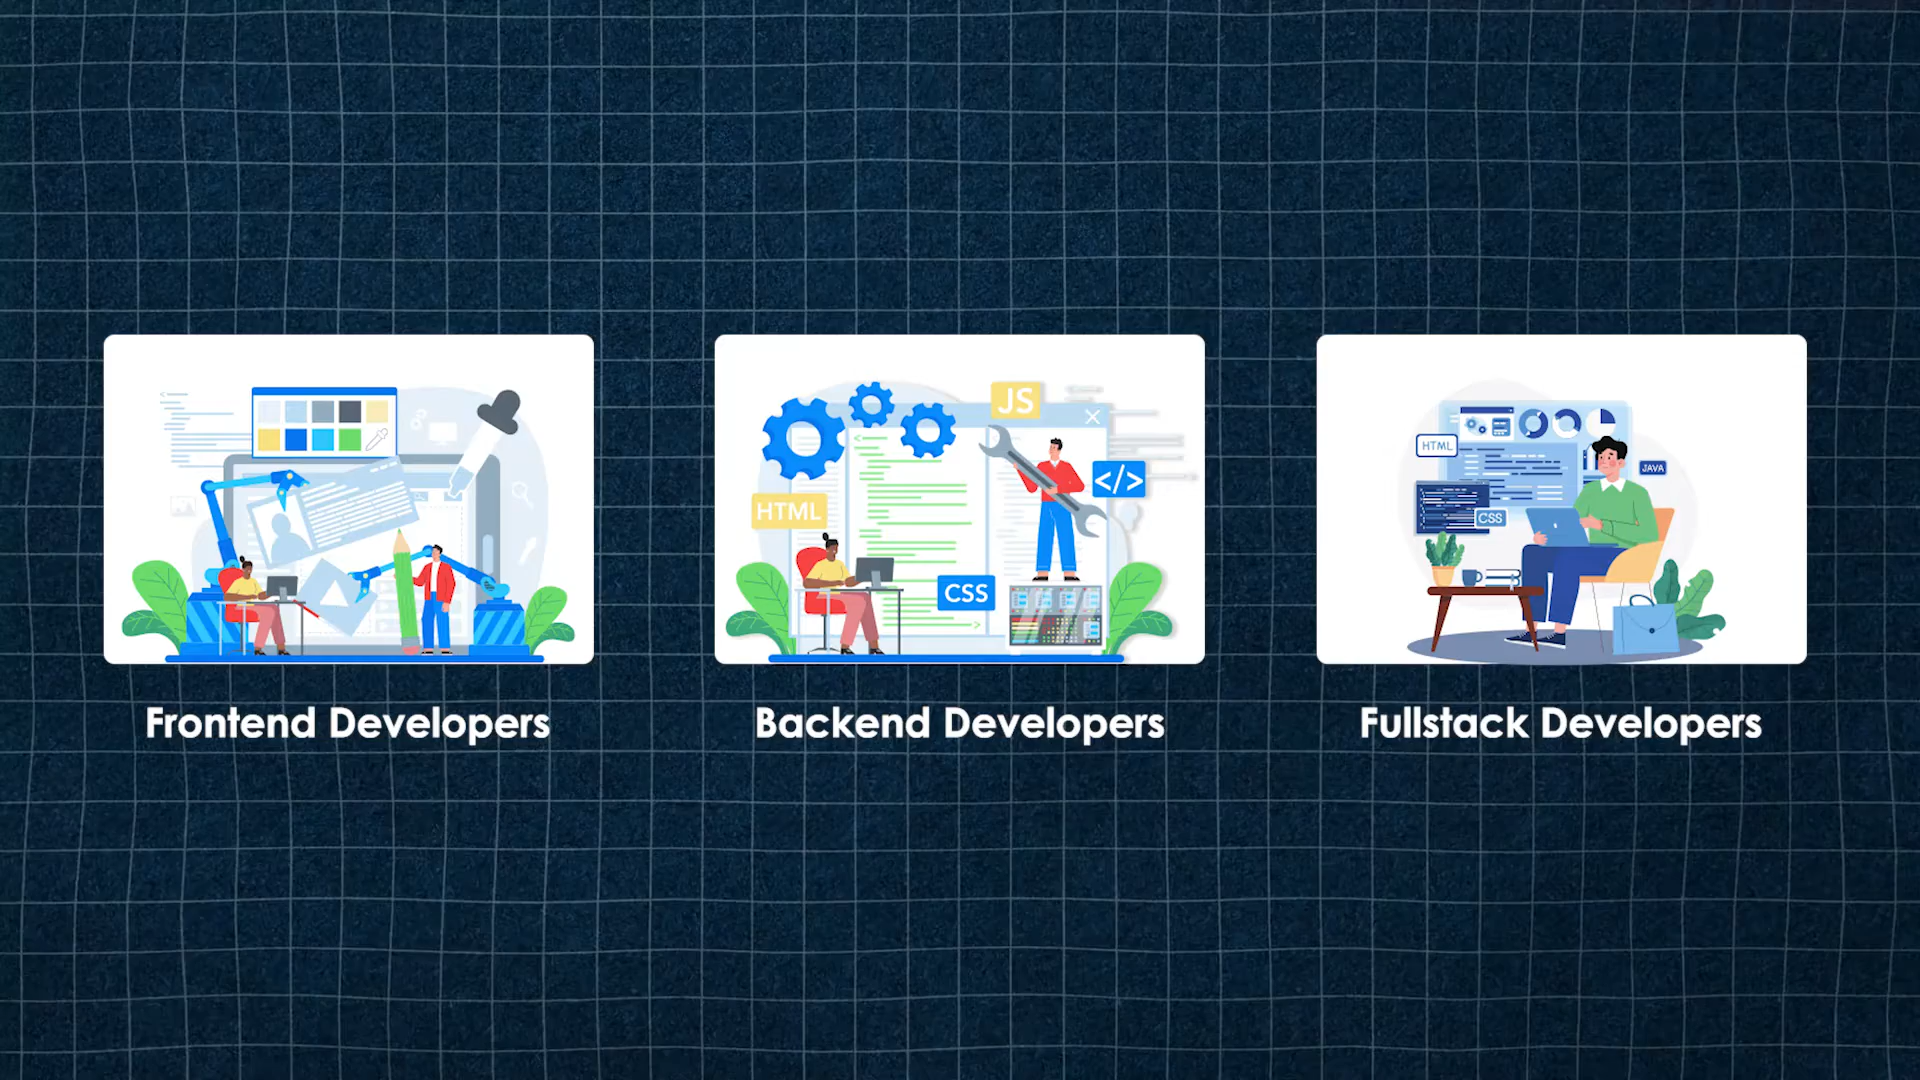 JS
</>
HTML
CSS
HTML
JAVA
CSS
Frontend Developers
Backend Developers
Fullstack Developers